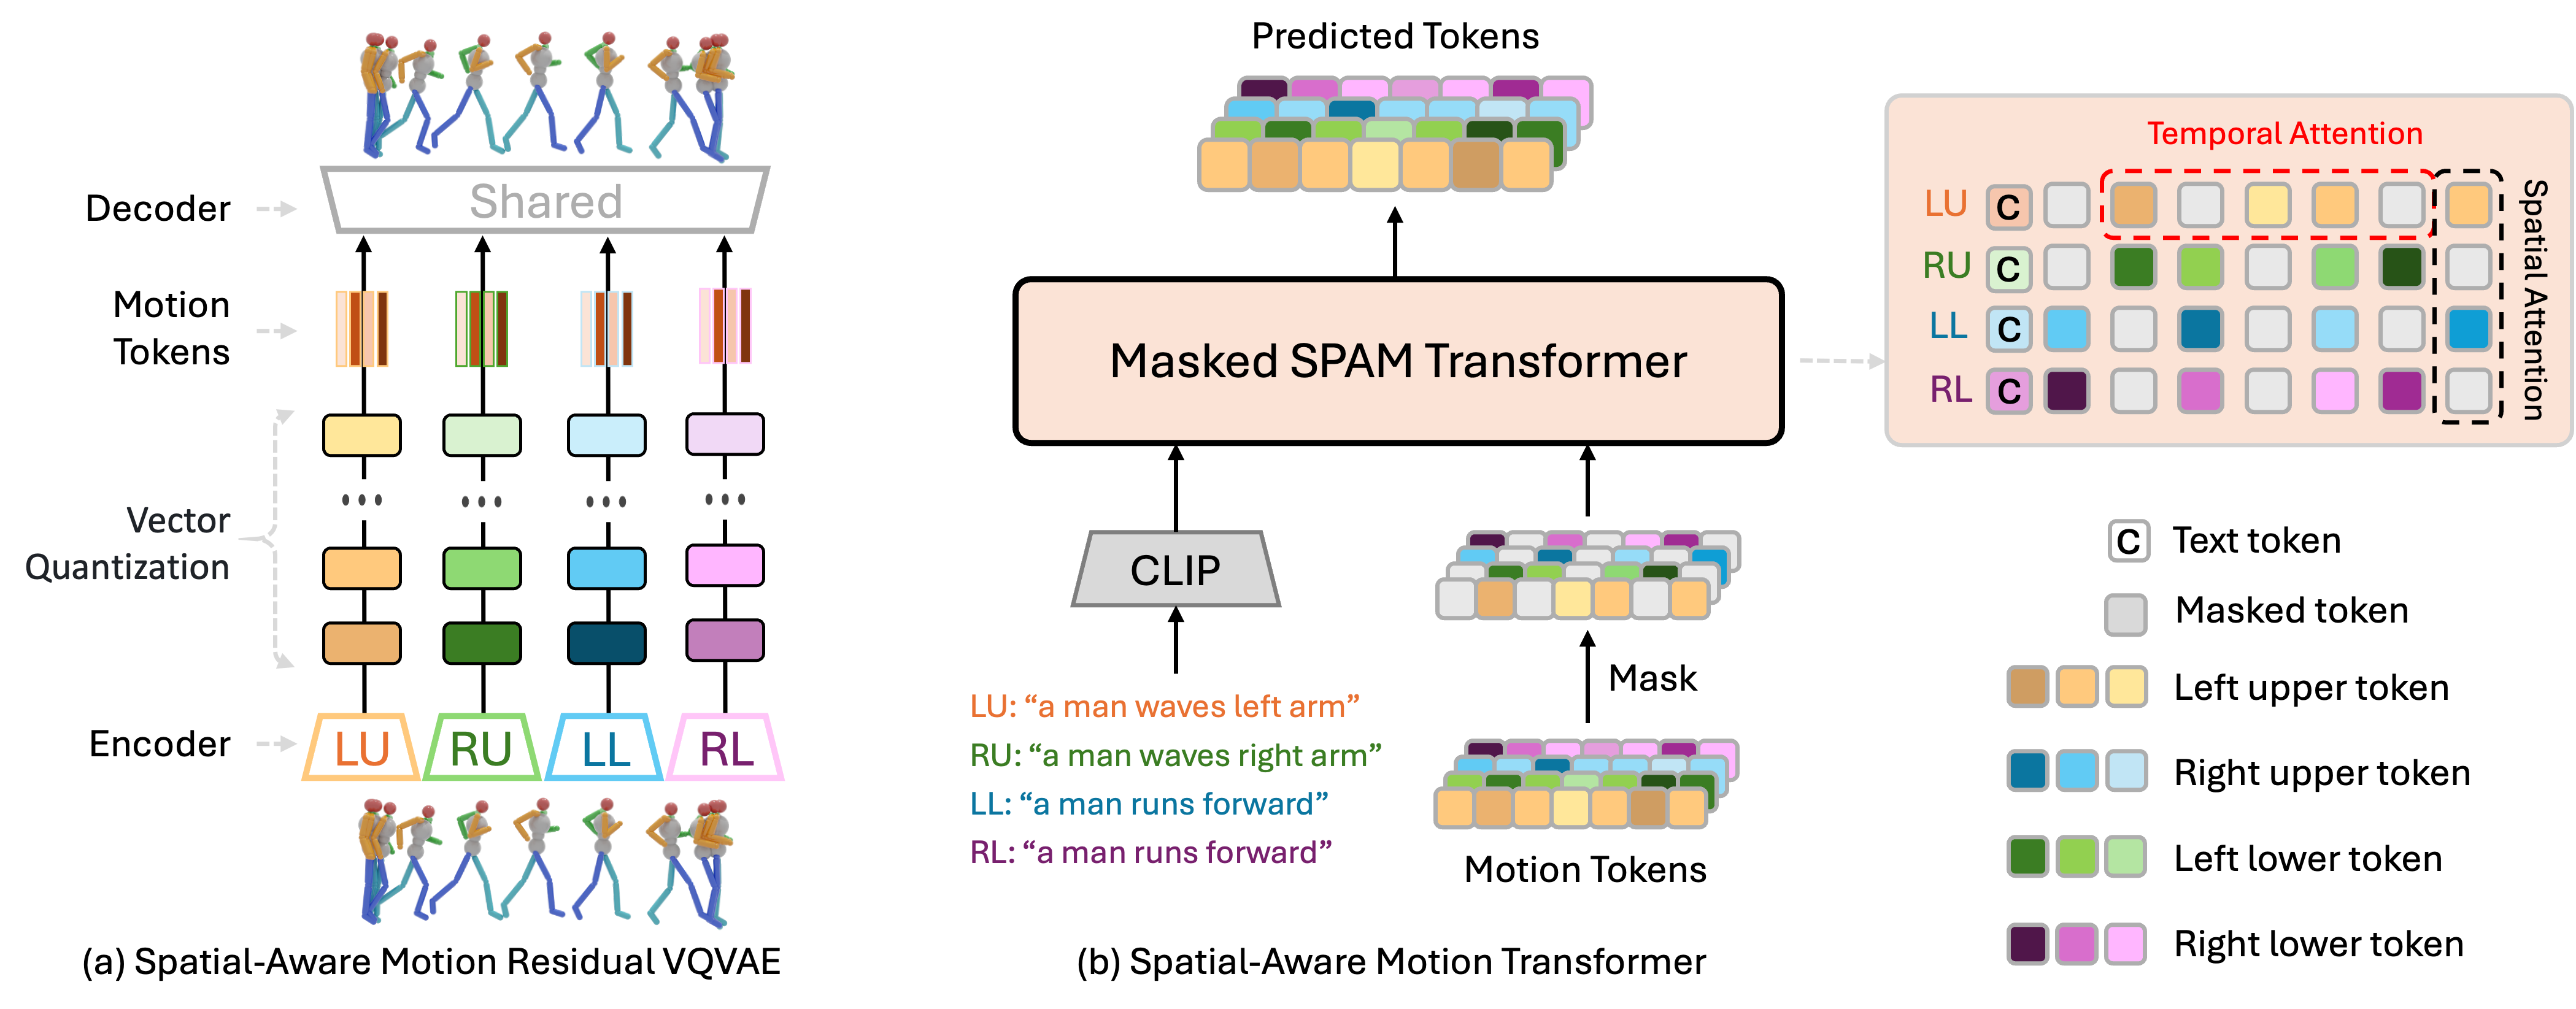 Decoder
Shared
Motion
Tokens
Vector
Quantization
Encoder
LU
RU
LL
RL
(a) Spatial-Aware Motion Residual VQVAE
Predicted Tokens
Masked SPAM Transformer
CLIP
LU: “a man waves left arm”
RU: “a man waves right arm”
LL: “a man runs forward”
RL: “a man runs forward”
Mask
Motion Tokens
(b) Spatial-Aware Motion Transformer
Temporal Attention
LU C
RU C
LL C
RL C
Spatial Attention
C Text token
Masked token
Left upper token
Right upper token
Left lower token
Right lower token